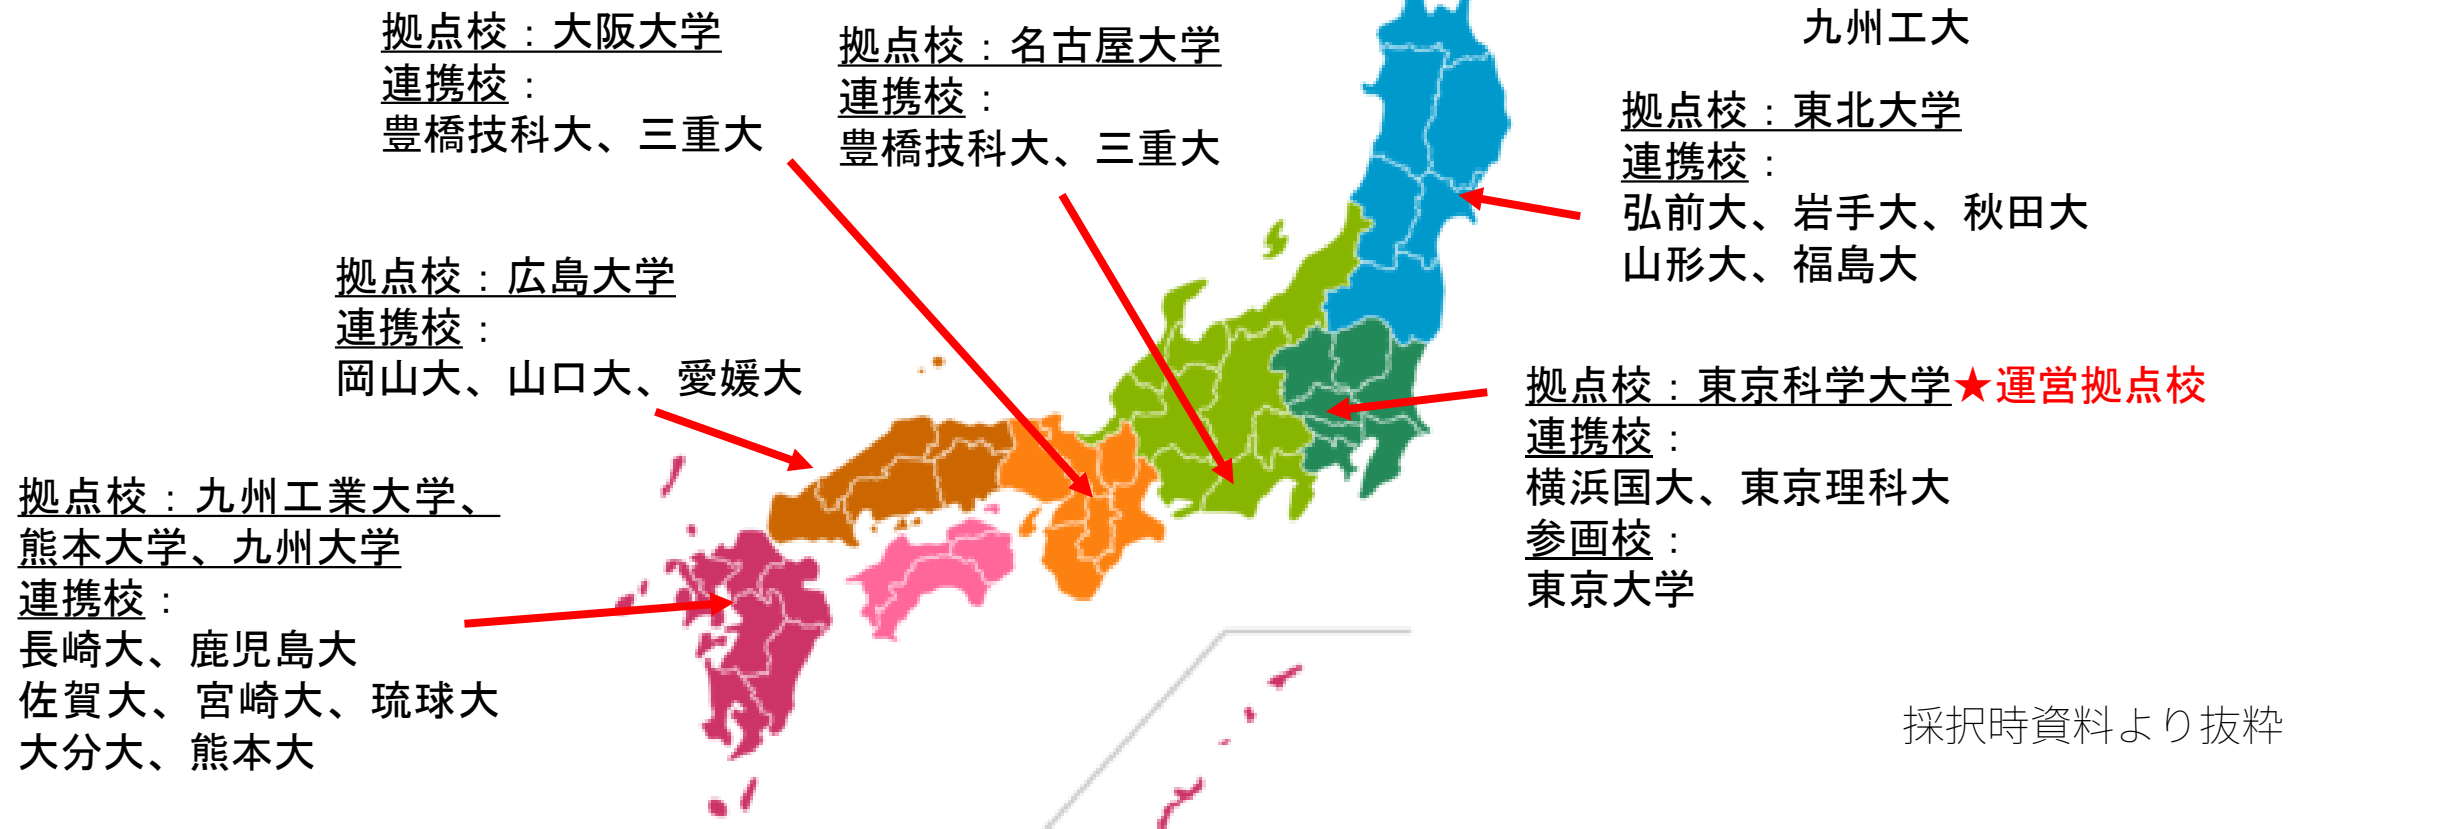 拠点校：大阪大学
連携校：
豊橋技科大、三重大
拠点校：名古屋大学
連携校：
豊橋技科大、三重大
九州工大
拠点校：東北大学
連携校：
弘前大、岩手大、秋田大
山形大、福島大
拠点校：広島大学
連携校：
岡山大、山口大、愛媛大
拠点校：東京科学大学★運営拠点校
連携校：
横浜国大、東京理科大
参画校：
東京大学
拠点校：九州工業大学、
熊本大学、九州大学
連携校：
長崎大、鹿児島大
佐賀大、宮崎大、琉球大
大分大、熊本大
採択時資料より抜粋